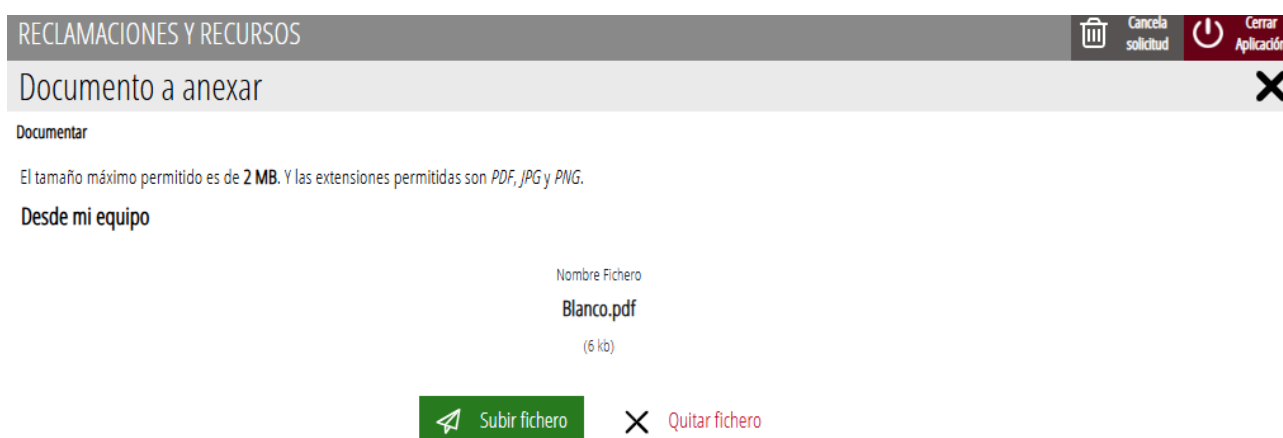 RECLAMACIONES Y RECURSOS
Cancela
solicitud
Cerrar
Aplicación
Documento a anexar
Documentar
El tamaño máximo permitido es de 2 MB. Y las extensiones permitidas son PDF, JPG y PNG.
Desde mi equipo
Nombre Fichero
Blanco.pdf
(6 kb)
Subir fichero
Quitar fichero